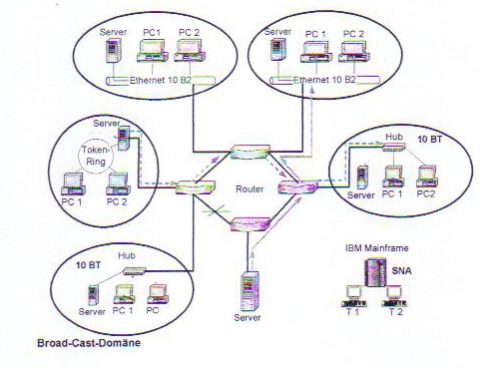 Server PC1 PC 2
Ethernet 10 B2
Server PC 1 PC 2
Ethernet 10 B2
Server
Token-
Ring
PC 1 PC 2
Router
Hub 10 BT
Server PC 1 PC2
10 BT Hub
Server PC 1 PC
Server
IBM Mainframe
SNA
T 1 T 2
Broad-Cast-Domäne